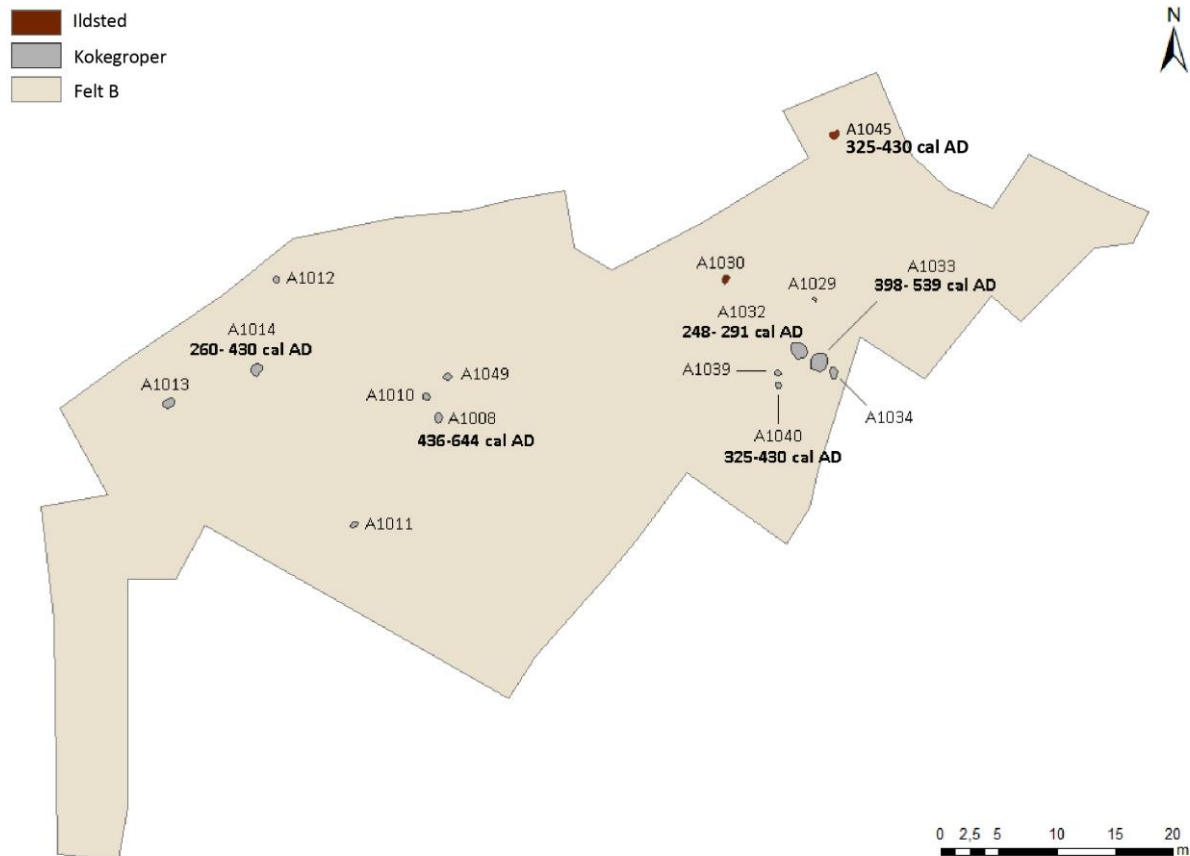 Ildsted
Kokegroper
Felt B
N
A1045
325-430 cal AD
A1030
A1033
398- 539 cal AD
A1029
A1012
A1032
248- 291 cal AD
A1014
260- 430 cal AD
A1039
A1049
A1013
A1010
A1008
436-644 cal AD
A1034
A1040
325-430 cal AD
A1011
0 2,5 5 10 15 20
m